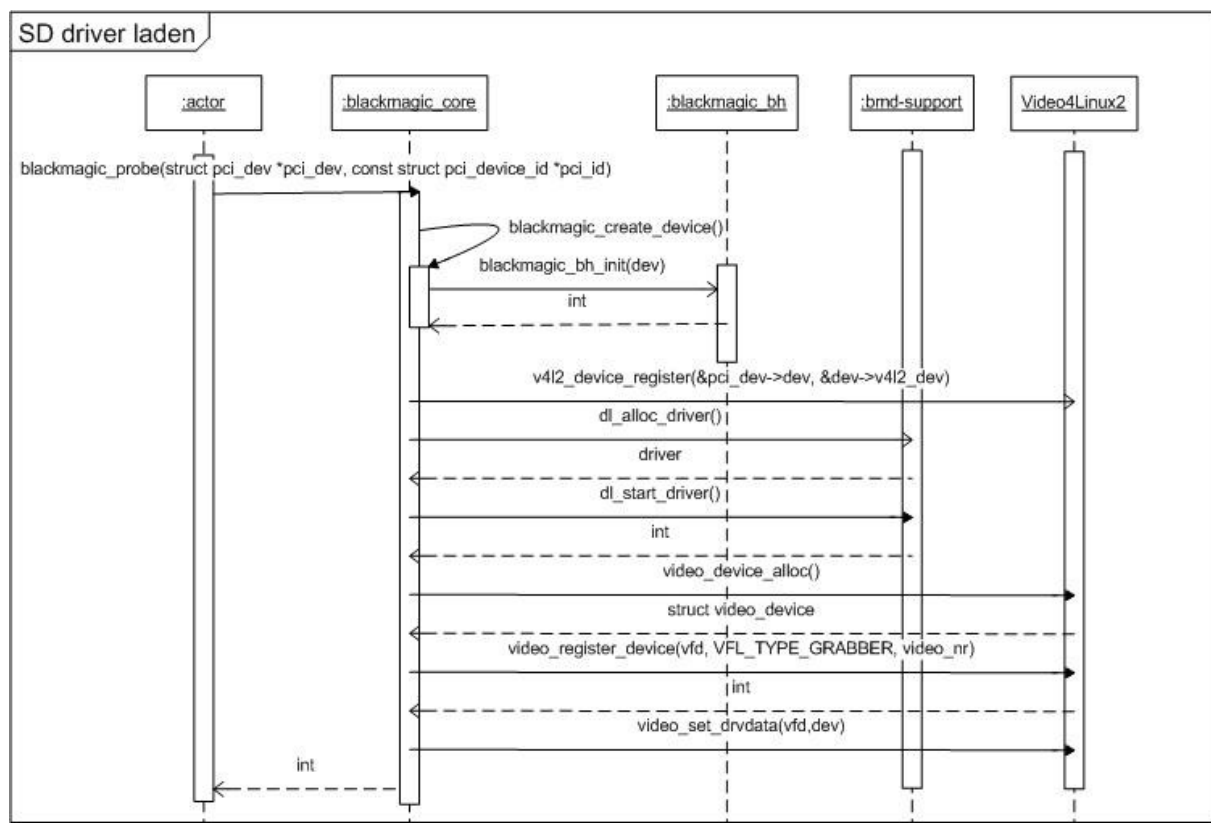 SD driver laden
:actor
:blackmagic_core
:blackmagic_bh
:bmd-support
Video4Linux2
blackmagic_probe(struct pci_dev *pci_dev, const struct pci_device_id *pci_id)
blackmagic_create_device()
blackmagic_bh_init(dev)
int
v4l2_device_register(&pci_dev->dev, &dev->v4l2_dev)
dl_alloc_driver()
driver
dl_start_driver()
int
video_device_alloc()
struct video_device
video_register_device(vfd, VFL_TYPE_GRABBER, video_nr)
int
video_set_drvdata(vfd,dev)
int